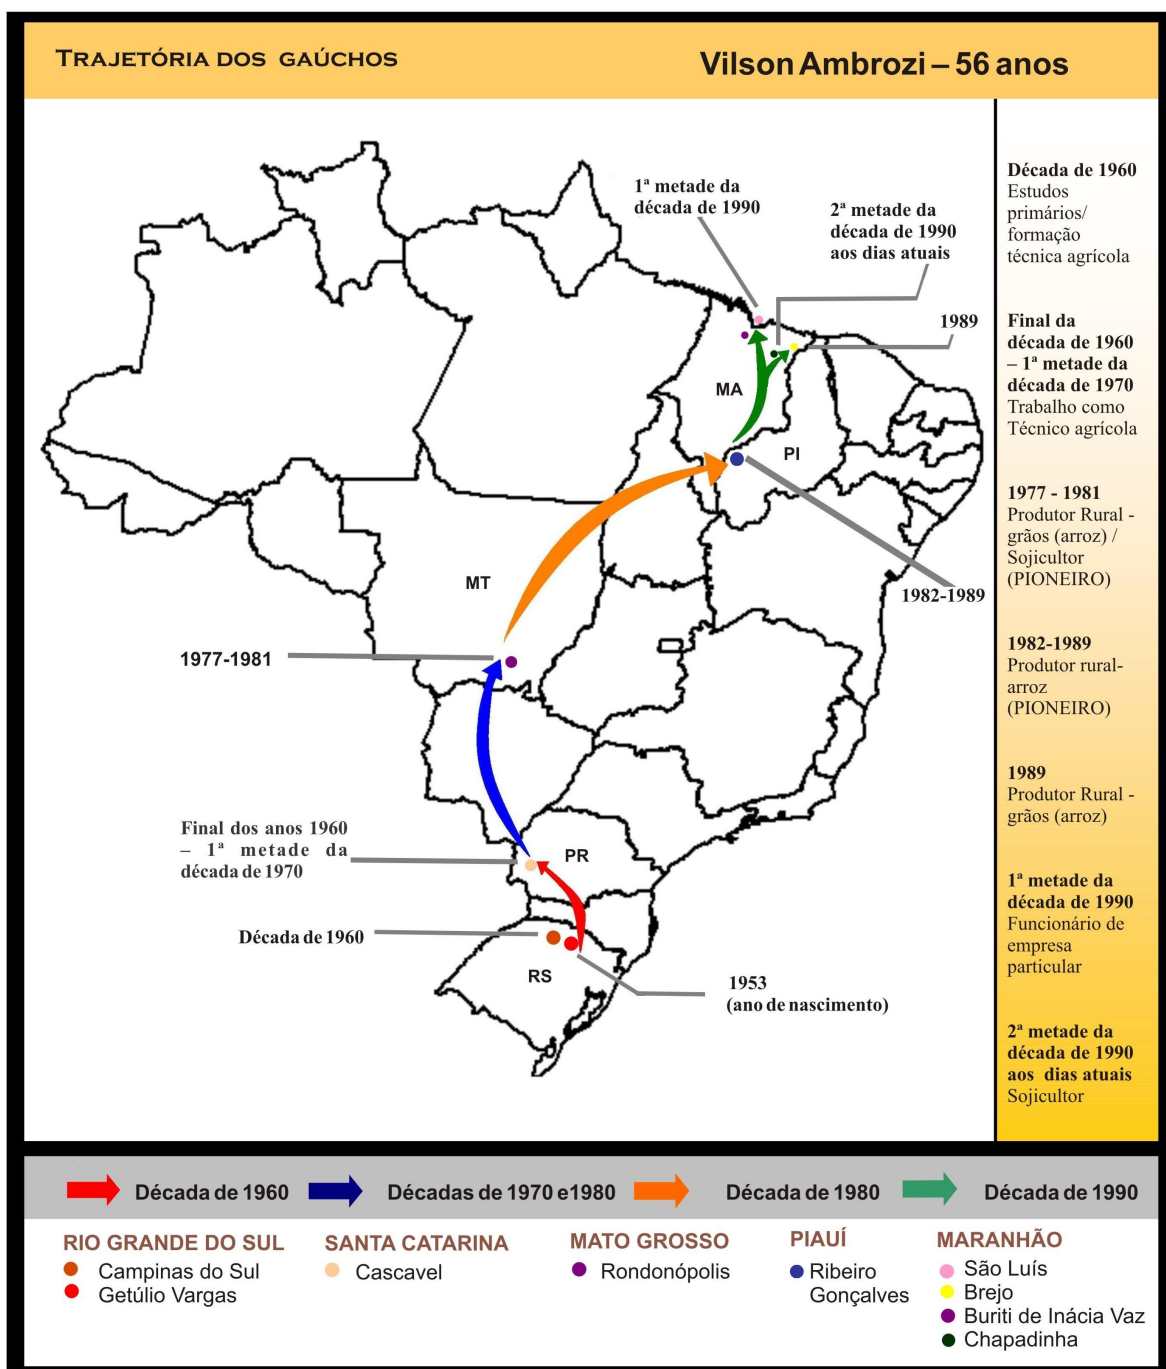 TRAJETÓRIA DOS GAÚCHOS
Vilson Ambrozi – 56 anos
1ª metade da
década de 1990
2ª metade da
década de 1990
aos dias atuais
1989
MA
PI
MT
1982-1989
1977-1981
Final dos anos 1960
– 1ª metade da
década de 1970
PR
Década de 1960
RS
1953
(ano de nascimento)
Década de 1960
Estudos
primários/
formação
técnica agrícola
Final da
década de 1960
– 1ª metade da
década de 1970
Trabalho como
Técnico agrícola
1977 - 1981
Produtor Rural -
grãos (arroz) /
Sojicultor
(PIONEIRO)
1982-1989
Produtor rural-
arroz
(PIONEIRO)
1989
Produtor Rural -
grãos (arroz)
1ª metade da
década de 1990
Funcionário de
empresa
particular
2ª metade da
década de 1990
aos dias atuais
Sojicultor
Década de 1960
Décadas de 1970 e1980
Década de 1980
Década de 1990
RIO GRANDE DO SUL
Campinas do Sul
Getúlio Vargas
SANTA CATARINA
Cascavel
MATO GROSSO
Rondonópolis
PIAUÍ
Ribeiro
Gonçalves
MARANHÃO
São Luís
Brejo
Buriti de Inácia Vaz
Chapadinha